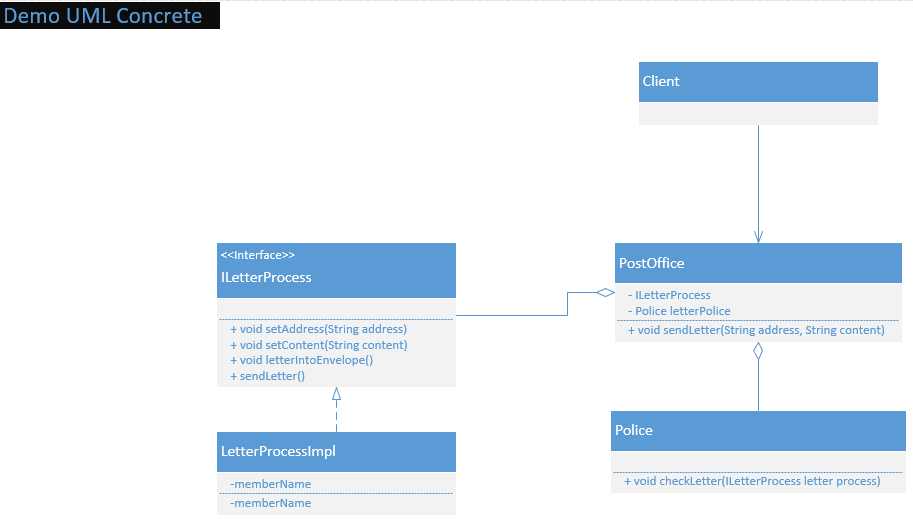 Demo UML Concrete
Client
<<Interface>>
ILetterProcess
+ void setAddress(String address)
+ void setContent(String content)
+ void letterIntoEnvelope()
+ sendLetter()
PostOffice
- ILetterProcess
- Police letterPolice
+ void sendLetter(String address, String content)
LetterProcessImpl
-memberName
-memberName
Police
+ void checkLetter(ILetterProcess letter process)